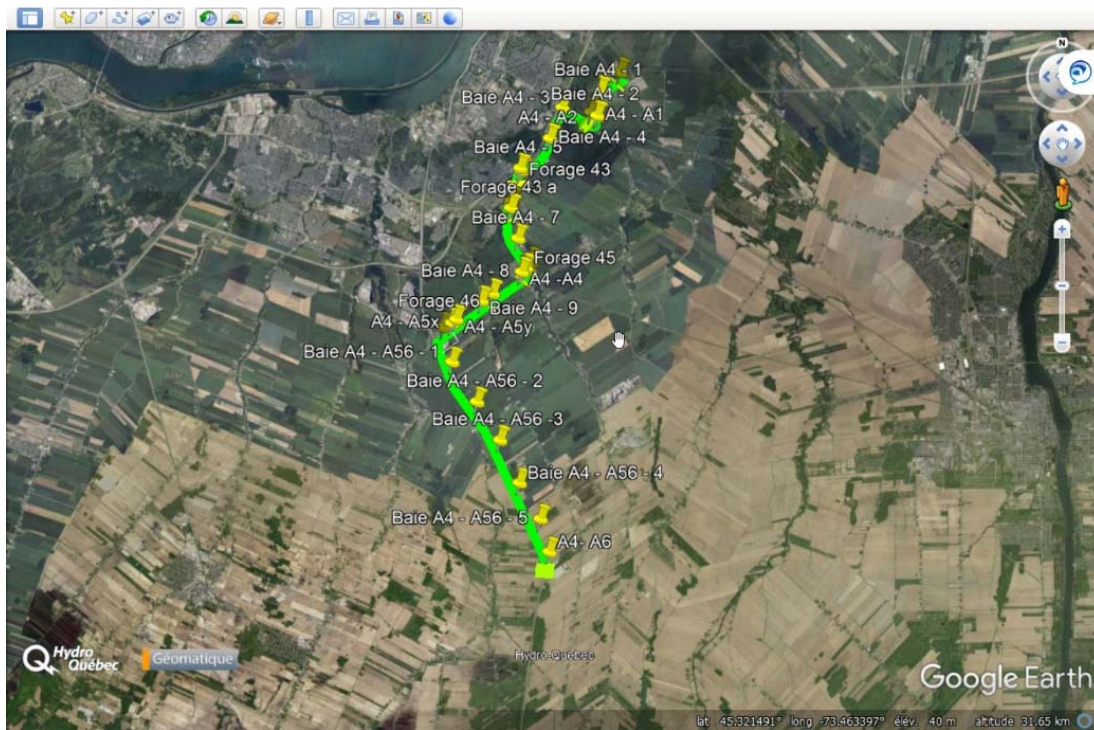 N
Baie A4 - 1
Baie A4 - 2
Baie A4 - 3
A4 - A1
A4 - A2
Baie A4 - 4
Baie A4 - 5
Forage 43
Forage 43 a
Baie A4 - 7
Forage 45
Baie A4 - 8
A4 -A4
Forage 46
Baie A4 - 9
A4 - A5x
A4 - A5y
Baie A4 - A56 - 1
Baie A4 - A56 - 2
Baie A4 - A56 -3
Baie A4 - A56 - 4
Baie A4 - A56 - 5
A4- A6
Hydro
Québec
Géomatique
Hydro-Québec
Google Earth
lat 45.321491° long -73.463397° élév. 40 m altitude 31.65 km